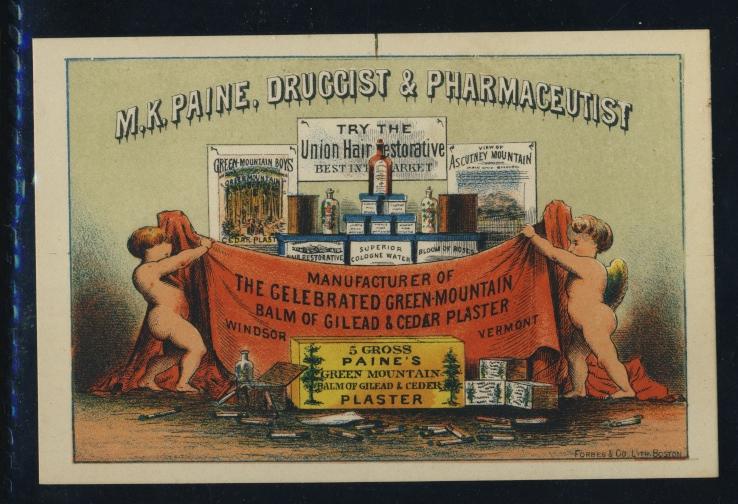 M.K. PAINE, DRUGGIST & PHARMACEUTIST
TRY THE
Union Hair Restorative
BEST IN MARKET
GREEN-MOUNTAIN BOYS
CEDAR PLAST
VIEW OF
ASCUTNEY MOUNTAIN
HAIR RESTORATIVE
SUPERIOR
COLOGNE WATER
BLOOM OF ROSES
MANUFACTURER OF
THE CELEBRATED GREEN-MOUNTAIN
BALM OF GILEAD & CEDAR PLASTER
WINDSOR VERMONT
5 GROSS
PAINE'S
GREEN MOUNTAIN
BALM OF GILEAD & CEDER
PLASTER
FORBES & CO. LITH. BOSTON